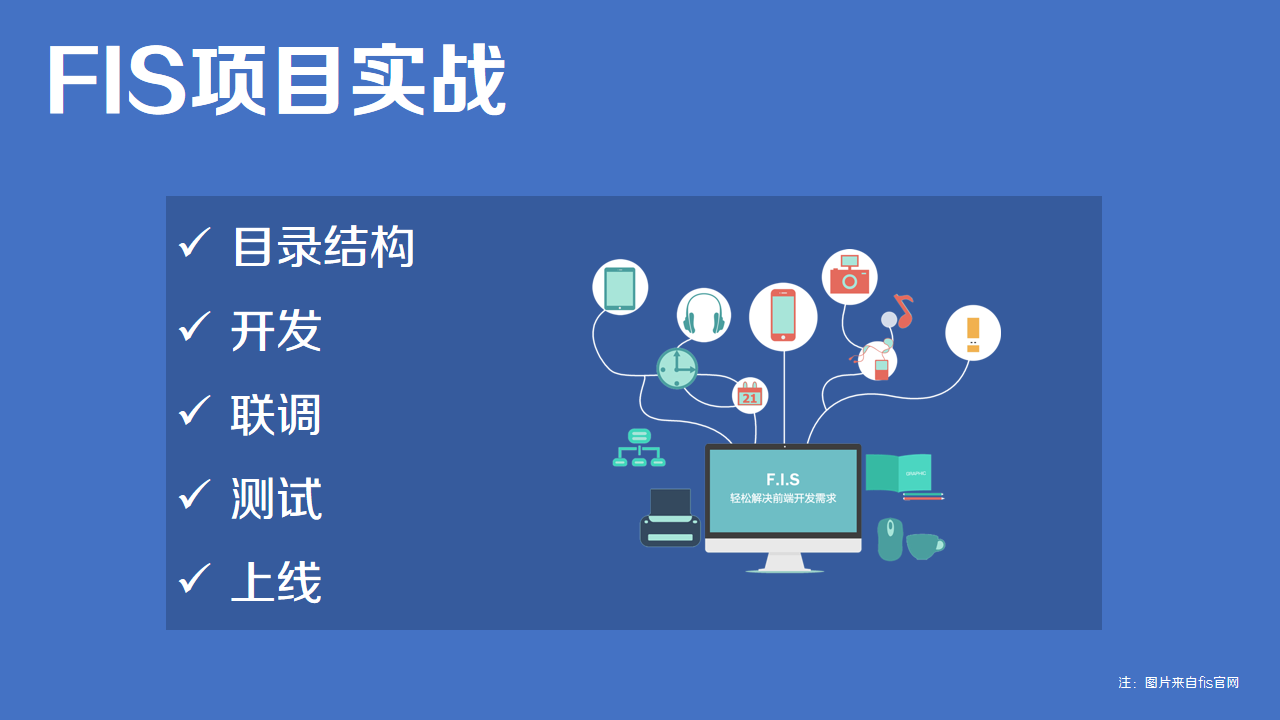 FIS项目实战
目录结构
开发
联调
测试
上线
21
F.I.S
轻松解决前端开发需求
GRAPHIC
注：图片来自fis官网